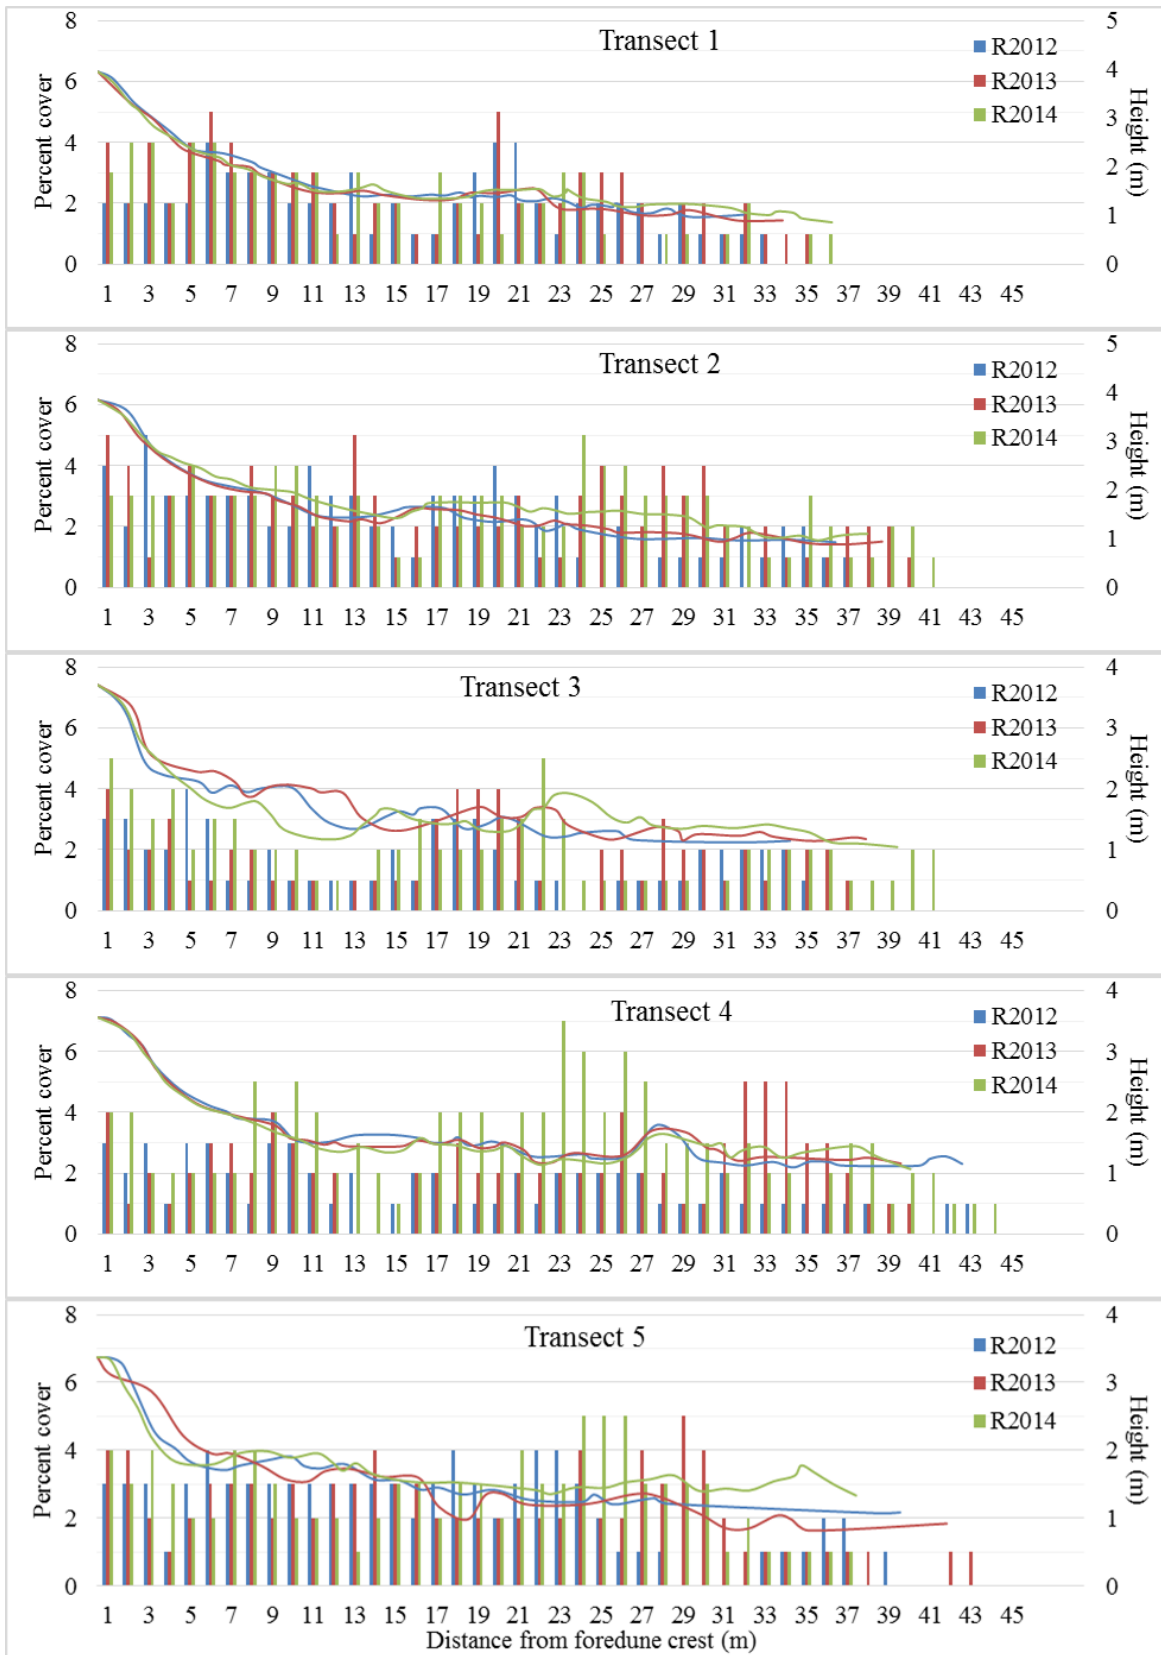 Transect 1
Percent cover
Height (m)
8
6
4
2
0
5
4
3
2
1
0
R2012
R2013
R2014
1 3 5 7 9 11 13 15 17 19 21 23 25 27 29 31 33 35 37 39 41 43 45
Transect 2
Percent cover
Height (m)
8
6
4
2
0
5
4
3
2
1
0
R2012
R2013
R2014
1 3 5 7 9 11 13 15 17 19 21 23 25 27 29 31 33 35 37 39 41 43 45
Transect 3
Percent cover
Height (m)
8
6
4
2
0
4
3
2
1
0
R2012
R2013
R2014
1 3 5 7 9 11 13 15 17 19 21 23 25 27 29 31 33 35 37 39 41 43 45
Transect 4
Percent cover
Height (m)
8
6
4
2
0
4
3
2
1
0
R2012
R2013
R2014
1 3 5 7 9 11 13 15 17 19 21 23 25 27 29 31 33 35 37 39 41 43 45
Transect 5
Percent cover
Height (m)
8
6
4
2
0
4
3
2
1
0
R2012
R2013
R2014
1 3 5 7 9 11 13 15 17 19 21 23 25 27 29 31 33 35 37 39 41 43 45
Distance from foredune crest (m)